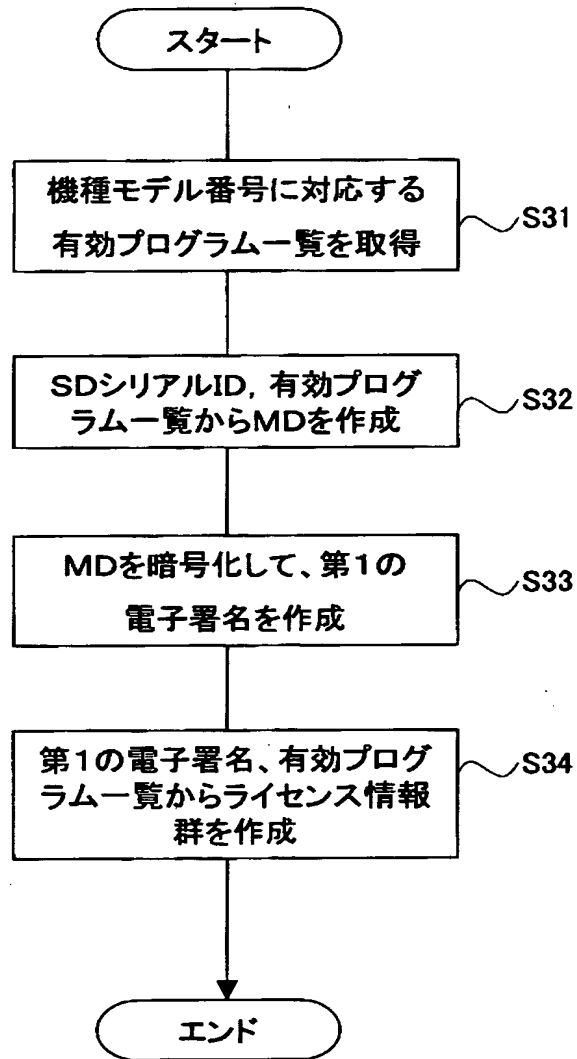 スタート
機種モデル番号に対応する
有効プログラム一覧を取得
S31
SDシリアルID, 有効プログ
ラム一覧からMDを作成
S32
MDを暗号化して、第1の
電子署名を作成
S33
第1の電子署名、有効プログ
ラム一覧からライセンス情報
群を作成
S34
エンド